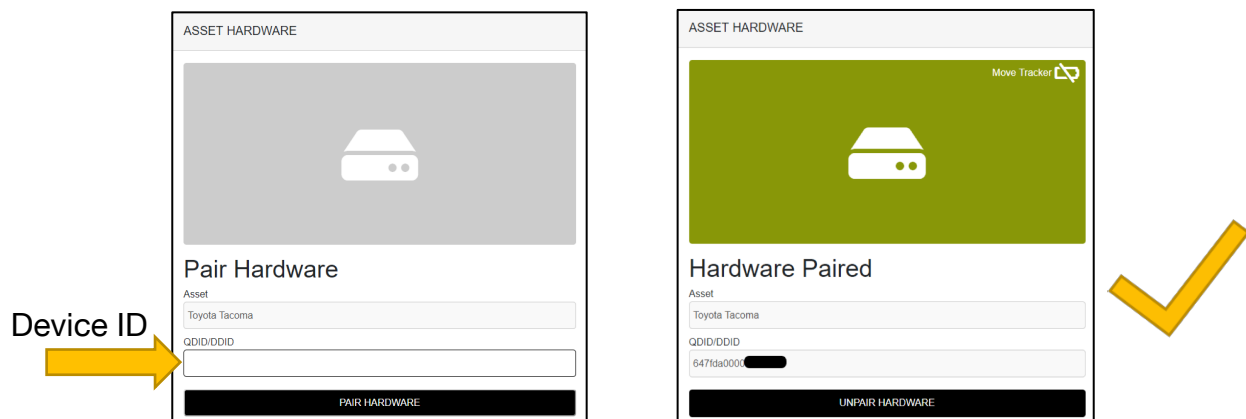 ASSET HARDWARE
Pair Hardware
Asset
Toyota Tacoma
Device ID
QDID/DDID
PAIR HARDWARE
ASSET HARDWARE
Move Tracker
Hardware Paired
Asset
Toyota Tacoma
QDID/DDID
647fda0000
UNPAIR HARDWARE